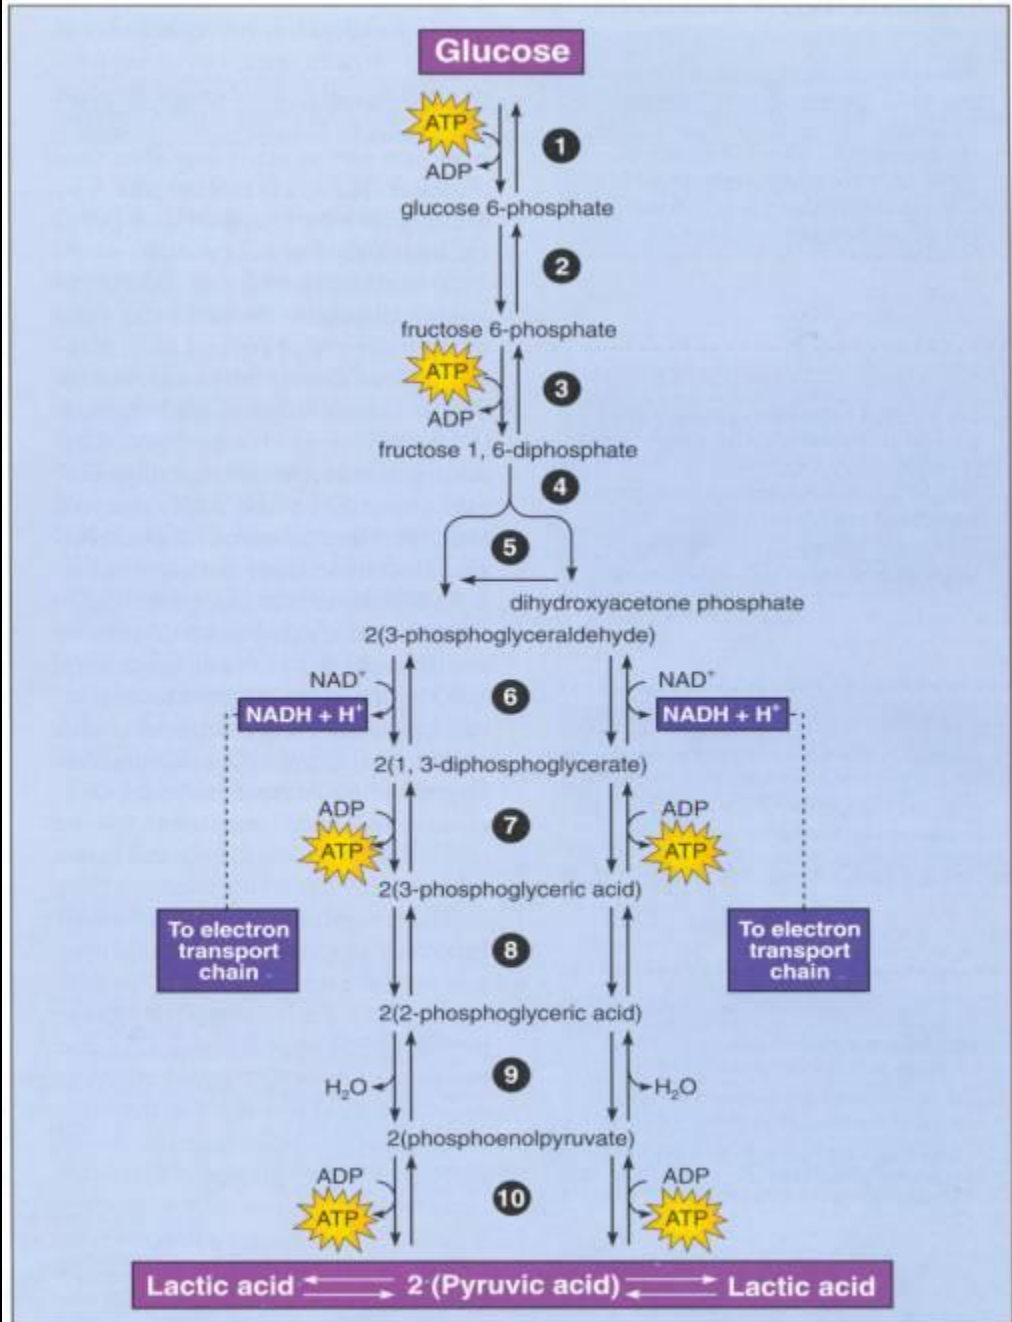 Glucose
ATP
ADP
1
glucose 6-phosphate
2
fructose 6-phosphate
ATP
ADP
3
fructose 1, 6-diphosphate
4
5
dihydroxyacetone phosphate
2(3-phosphoglyceraldehyde)
NAD⁺ 6 NAD⁺
NADH + H⁺ NADH + H⁺
2(1, 3-diphosphoglycerate)
ADP 7 ADP
ATP ATP
2(3-phosphoglyceric acid)
To electron
transport
chain
8
To electron
transport
chain
2(2-phosphoglyceric acid)
H₂O 9 H₂O
2(phosphoenolpyruvate)
ADP 10 ADP
ATP ATP
Lactic acid 2 (Pyruvic acid) Lactic acid